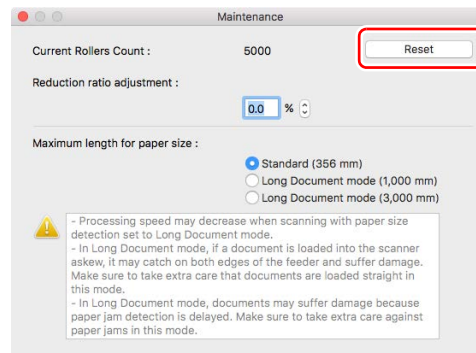 Maintenance
Current Rollers Count : 5000 Reset
Reduction ratio adjustment :
0.0 %
Maximum length for paper size :
Standard (356 mm)
Long Document mode (1,000 mm)
Long Document mode (3,000 mm)
- Processing speed may decrease when scanning with paper size
detection set to Long Document mode.
- In Long Document mode, if a document is loaded into the scanner
askew, it may catch on both edges of the feeder and suffer damage.
Make sure to take extra care that documents are loaded straight in
this mode.
- In Long Document mode, documents may suffer damage because
paper jam detection is delayed. Make sure to take extra care against
paper jams in this mode.